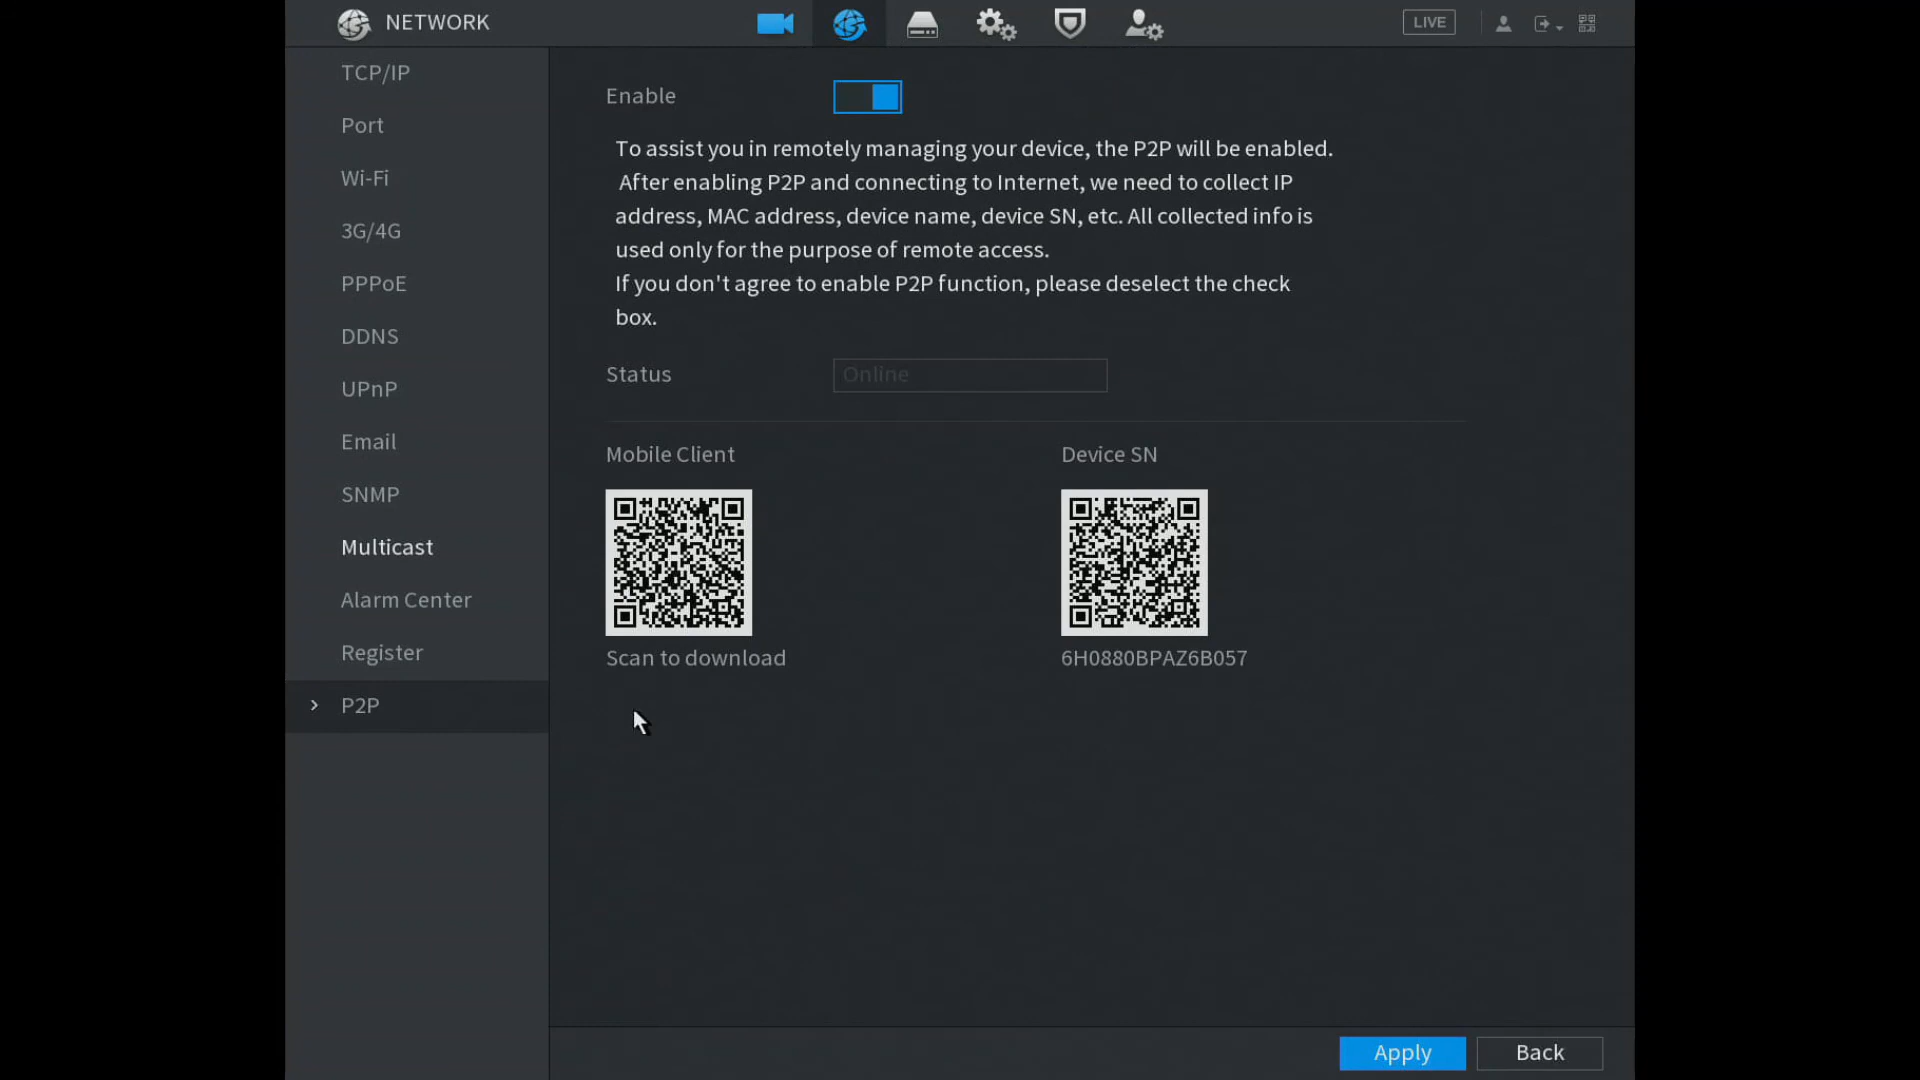 NETWORK
LIVE
TCP/IP
Port
Wi-Fi
3G/4G
PPPoE
DDNS
UPnP
Email
SNMP
Multicast
Alarm Center
Register
P2P
Enable
To assist you in remotely managing your device, the P2P will be enabled.
After enabling P2P and connecting to Internet, we need to collect IP
address, MAC address, device name, device SN, etc. All collected info is
used only for the purpose of remote access.
If you don't agree to enable P2P function, please deselect the check
box.
Status
Online
Mobile Client
Device SN
Scan to download
6H0880BPAZ6B057
Apply
Back